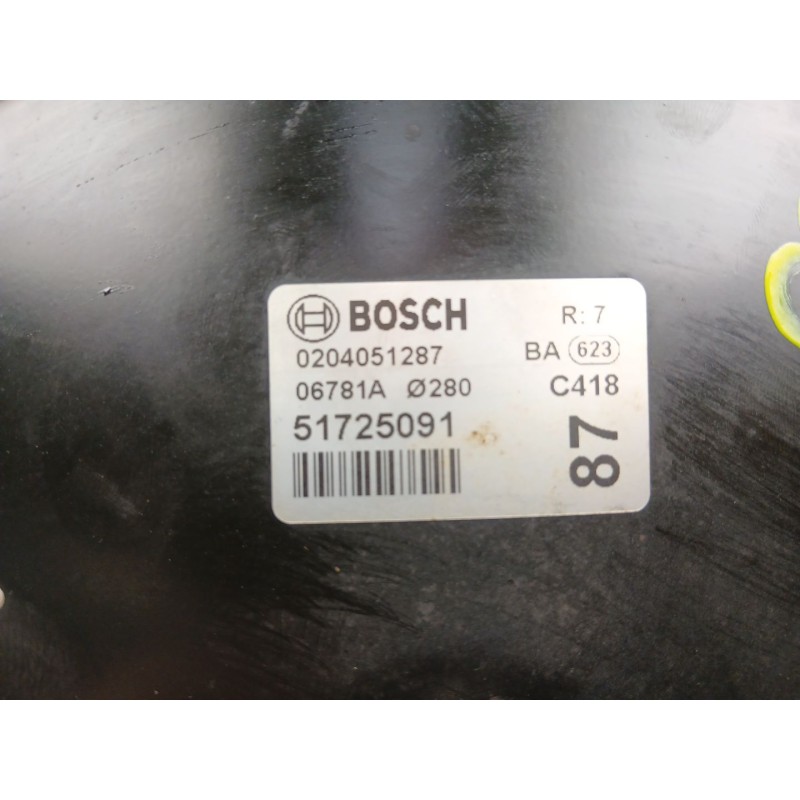 BOSCH R: 7
0204051287 BA 623
06781A Ø280 C418
51725091
87